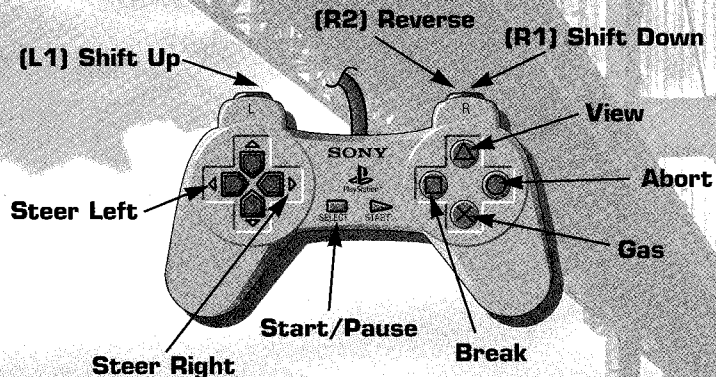 (R2) Reverse
(L1) Shift Up
(R1) Shift Down
L
R
View
SONY
PlayStation
Abort
Steer Left
SELECT
START
Gas
Start/Pause
Break
Steer Right